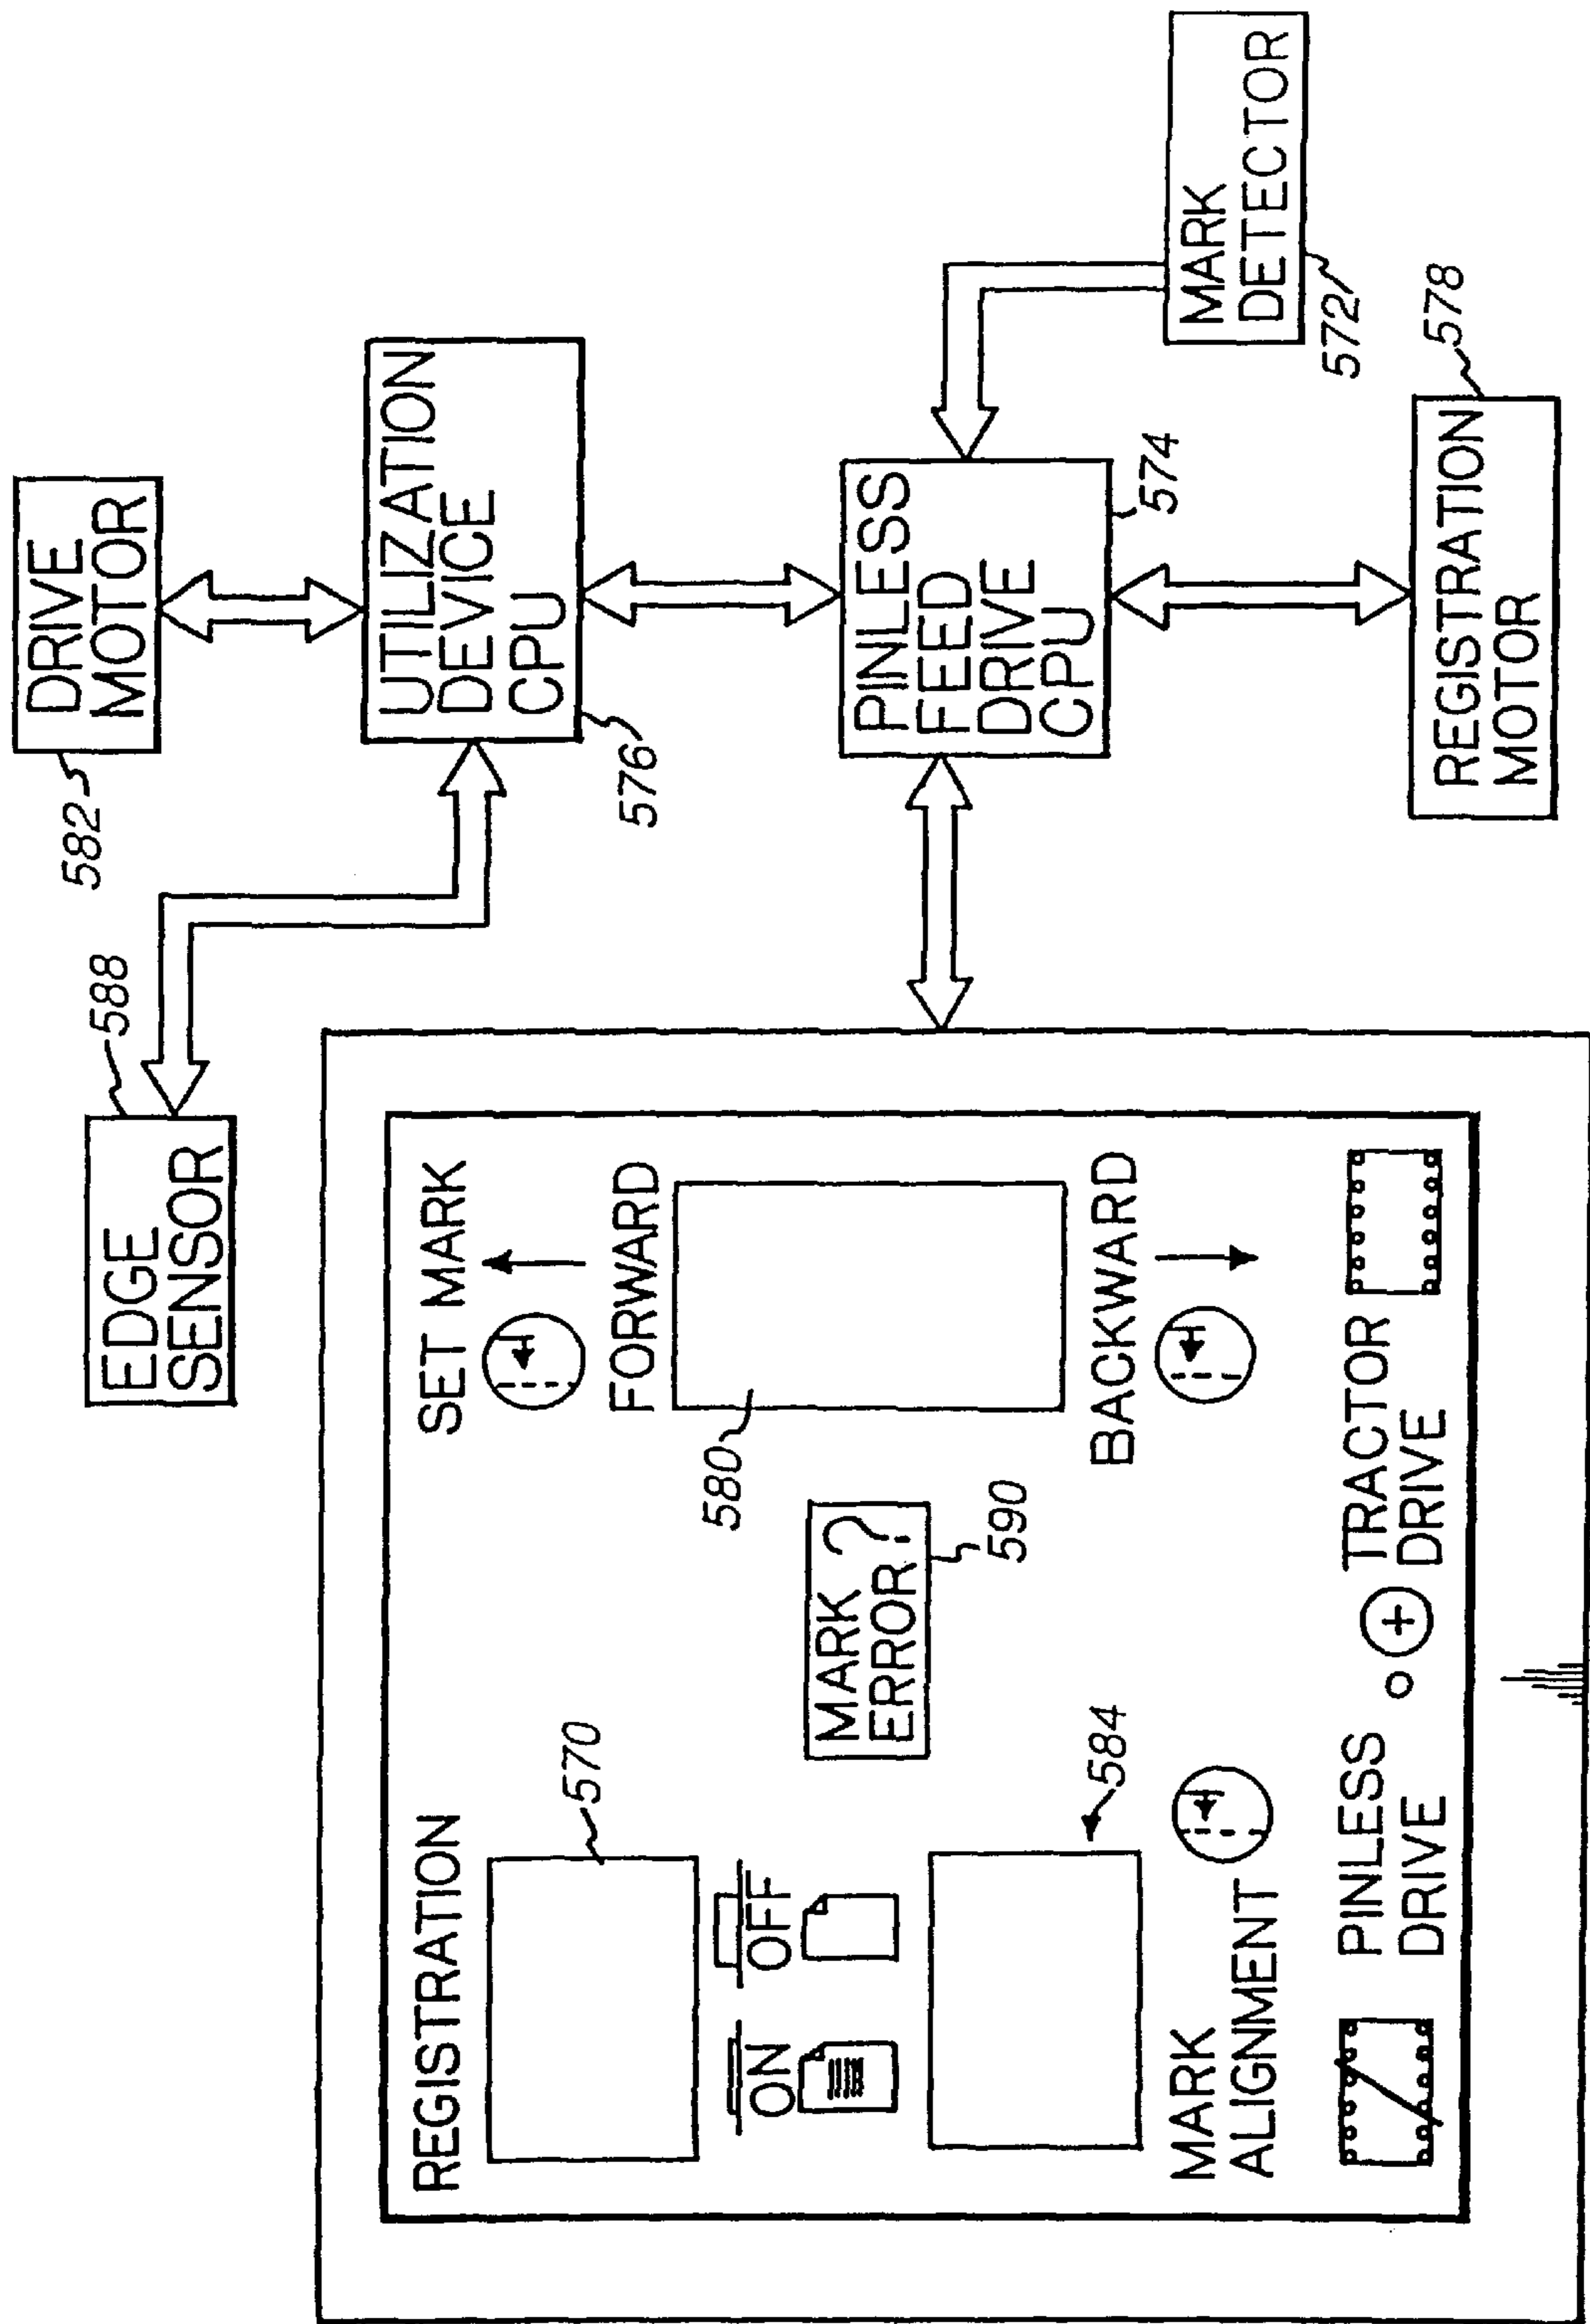 EDGE
SENSOR
588
582
DRIVE
MOTOR
UTILIZATION
DEVICE
CPU
576
PINLESS
FEED
DRIVE
CPU
574
MARK
DETECTOR
572
REGISTRATION
MOTOR
578
REGISTRATION
570
ON
OFF
584
MARK
ALIGNMENT
MARK ?
ERROR
590
SET MARK
FORWARD
580
BACKWARD
PINLESS
DRIVE
TRACTOR
DRIVE